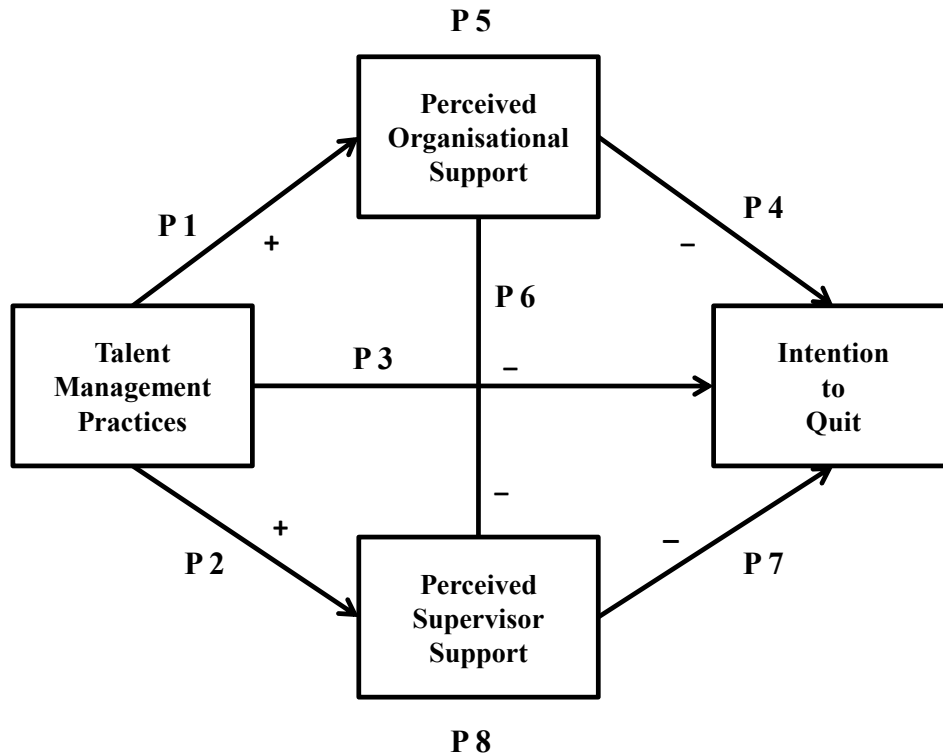 P 5
Perceived
Organisational
Support
P 1
+
P 4
–
P 6
Talent
Management
Practices
P 3
–
Intention
to
Quit
–
+
P 2
–
P 7
Perceived
Supervisor
Support
P 8